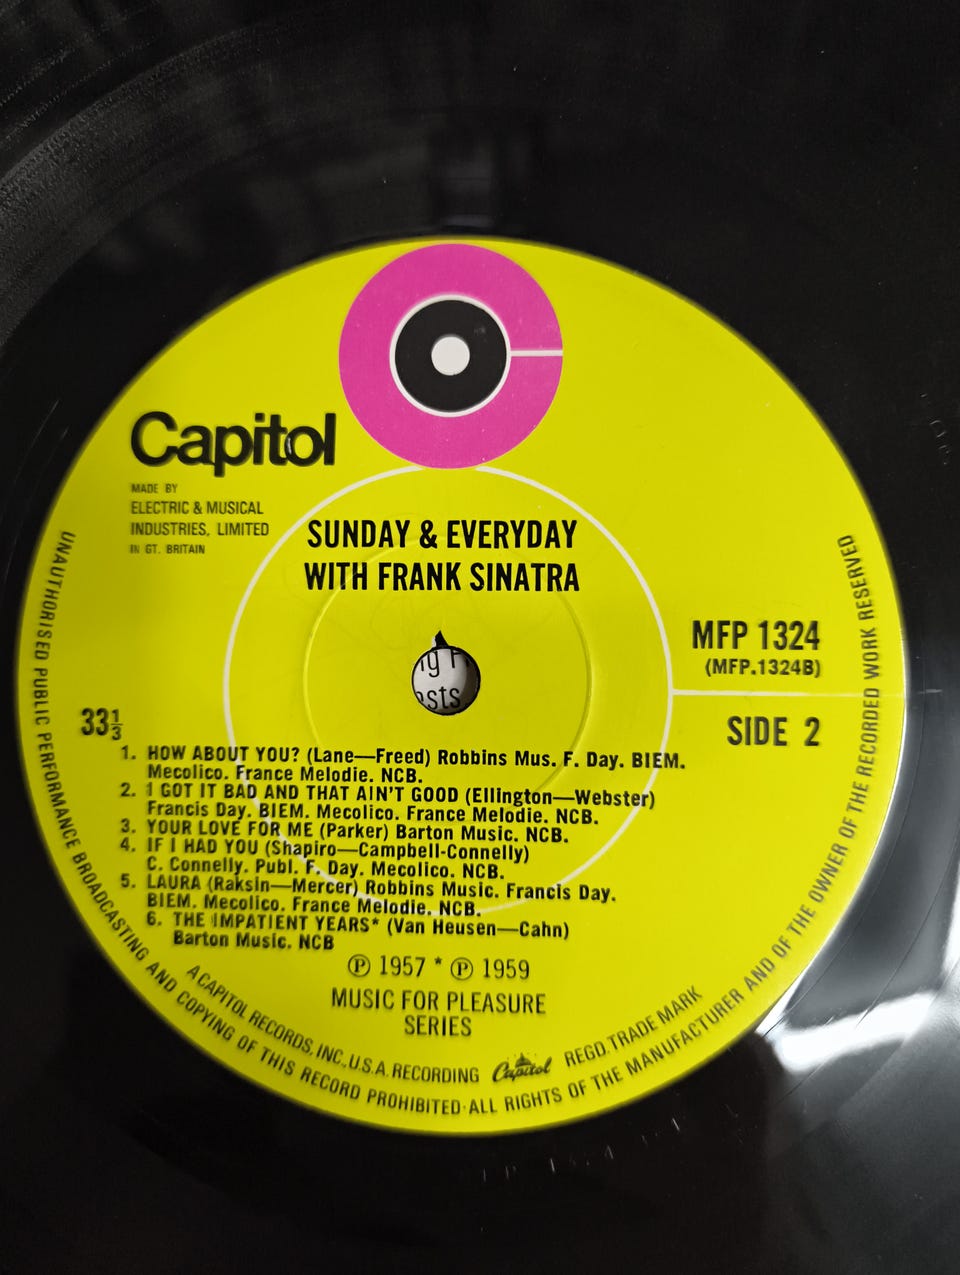 Capitol
MADE BY
ELECTRIC & MUSICAL
INDUSTRIES, LIMITED
IN GT. BRITAIN
SUNDAY & EVERYDAY
WITH FRANK SINATRA
MFP 1324
(MFP.1324B)
SIDE 2
33⅓
1. HOW ABOUT YOU? (Lane—Freed) Robbins Mus. F. Day. BIEM.
Mecolico. France Melodie. NCB.
2. I GOT IT BAD AND THAT AIN'T GOOD (Ellington—Webster)
Francis Day. BIEM. Mecolico. France Melodie. NCB.
3. YOUR LOVE FOR ME (Parker) Barton Music. NCB.
4. IF I HAD YOU (Shapiro—Campbell-Connelly)
C. Connelly. Publ. F. Day. Mecolico. NCB.
5. LAURA (Raksin—Mercer) Robbins Music. Francis Day.
BIEM. Mecolico. France Melodie. NCB.
6. THE IMPATIENT YEARS* (Van Heusen—Cahn)
Barton Music. NCB
℗ 1957 * ℗ 1959
MUSIC FOR PLEASURE
SERIES
A CAPITOL RECORDS, INC., U.S.A. RECORDING Capitol REGD. TRADE MARK
UNAUTHORISED PUBLIC PERFORMANCE BROADCASTING AND COPYING OF THIS RECORD PROHIBITED·ALL RIGHTS OF THE MANUFACTURER AND OF THE OWNER OF THE RECORDED WORK RESERVED